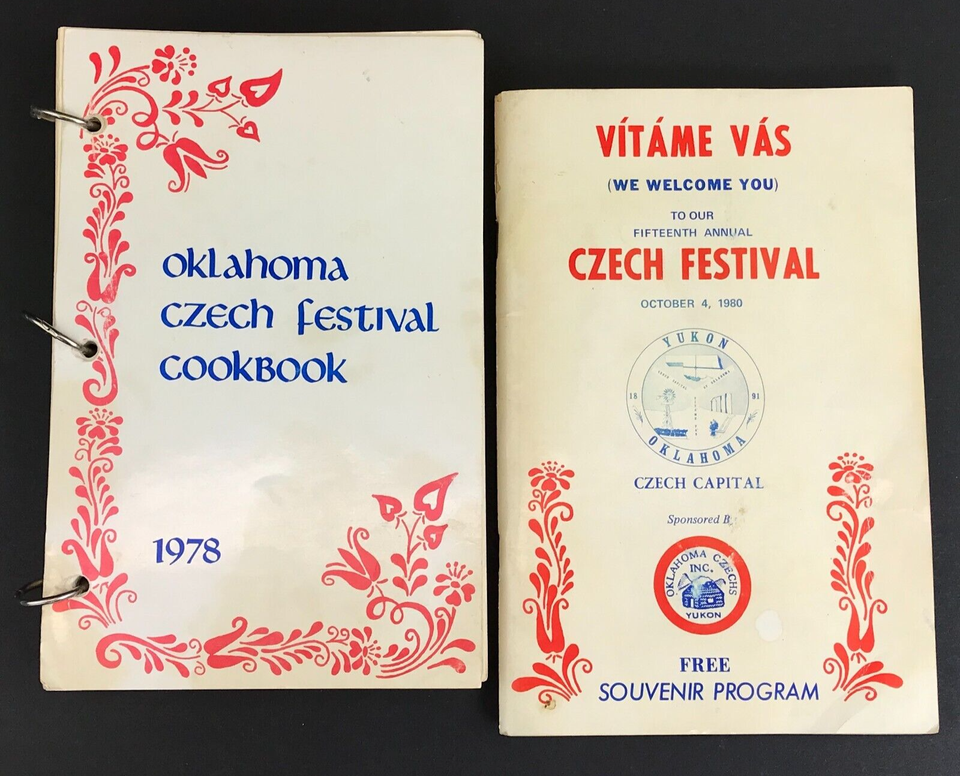 oklahoma
czech festival
cookbook
1978
VÍTÁME VÁS
(WE WELCOME YOU)
TO OUR
FIFTEENTH ANNUAL
CZECH FESTIVAL
OCTOBER 4, 1980
YUKON
18 91
OKLAHOMA
CZECH CAPITAL
Sponsored B
OKLAHOMA CZECHS
INC.
YUKON
FREE
SOUVENIR PROGRAM